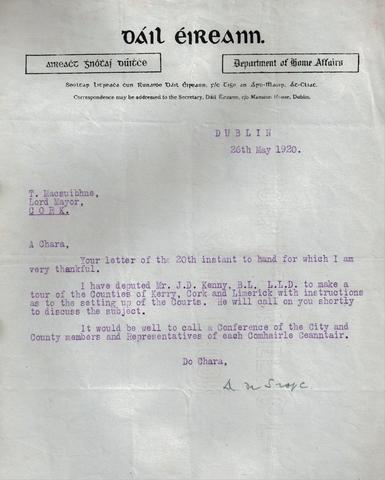 Dáil Éireann.
Department of Home Affairs
Correspondence may be addressed to the Secretary, Dáil Éireann, c/o Mansion House, Dublin.
DUBLIN
26th May 1920.
T. Macsuibhne,
Lord Mayor,
CORK.
A Chara,
Your letter of the 20th instant to hand for which I am
very thankful.
I have deputed Mr. J.D. Kenny, B.L. L.L.D. to make a
tour of the Counties of Kerry, Cork and Limerick with instructions
as to the setting up of the Courts. He will call on you shortly
to discuss the subject.
It would be well to call a Conference of the City and
County members and Representatives of each Comhairle Ceanntair.
Do Chara,